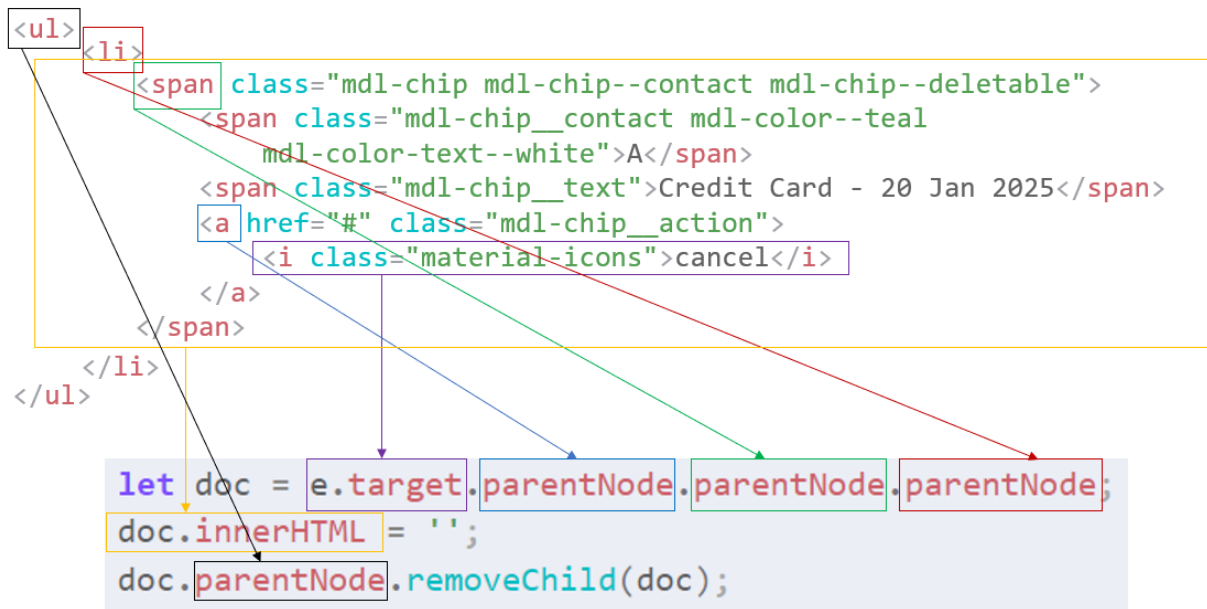 <ul>
<li>
<span class="mdl-chip mdl-chip--contact mdl-chip--deletable">
<span class="mdl-chip__contact mdl-color--teal
mdl-color-text--white">A</span>
<span class="mdl-chip__text">Credit Card - 20 Jan 2025</span>
<a href="#" class="mdl-chip__action">
<i class="material-icons">cancel</i>
</a>
</span>
</li>
</ul>
let doc = e.target.parentNode.parentNode.parentNode;
doc.innerHTML = '';
doc.parentNode.removeChild(doc);